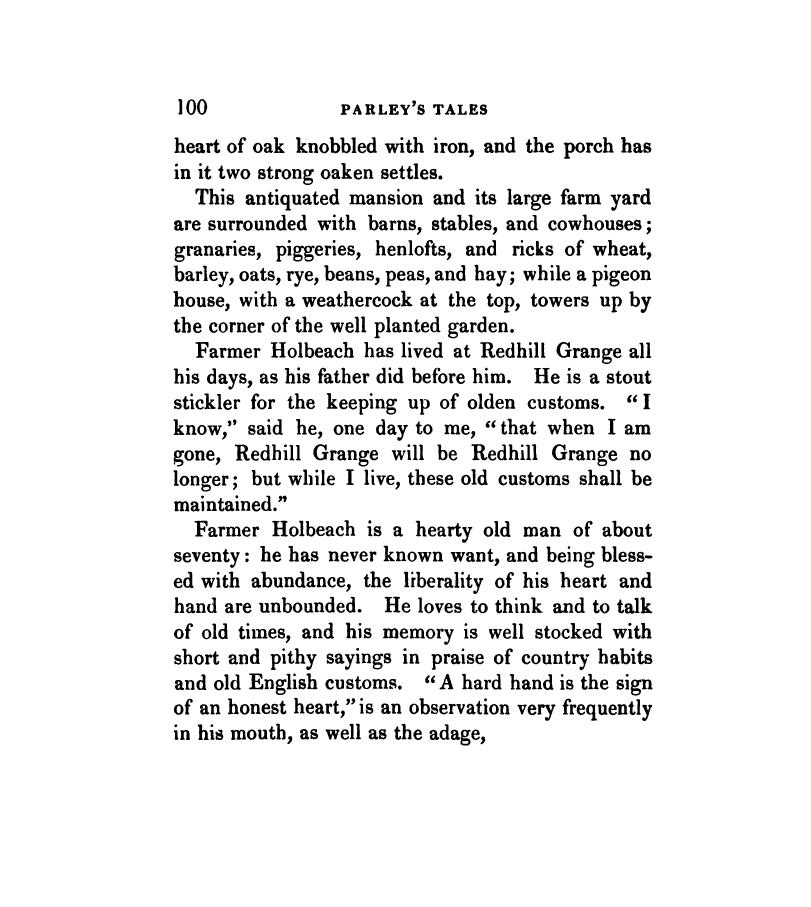 100 PARLEY'S TALES
heart of oak knobbled with iron, and the porch has
in it two strong oaken settles.
This antiquated mansion and its large farm yard
are surrounded with barns, stables, and cowhouses;
granaries, piggeries, henlofts, and ricks of wheat,
barley, oats, rye, beans, peas, and hay; while a pigeon
house, with a weathercock at the top, towers up by
the corner of the well planted garden.
Farmer Holbeach has lived at Redhill Grange all
his days, as his father did before him. He is a stout
stickler for the keeping up of olden customs. "I
know," said he, one day to me, "that when I am
gone, Redhill Grange will be Redhill Grange no
longer; but while I live, these old customs shall be
maintained."
Farmer Holbeach is a hearty old man of about
seventy: he has never known want, and being bless-
ed with abundance, the liberality of his heart and
hand are unbounded. He loves to think and to talk
of old times, and his memory is well stocked with
short and pithy sayings in praise of country habits
and old English customs. "A hard hand is the sign
of an honest heart," is an observation very frequently
in his mouth, as well as the adage,